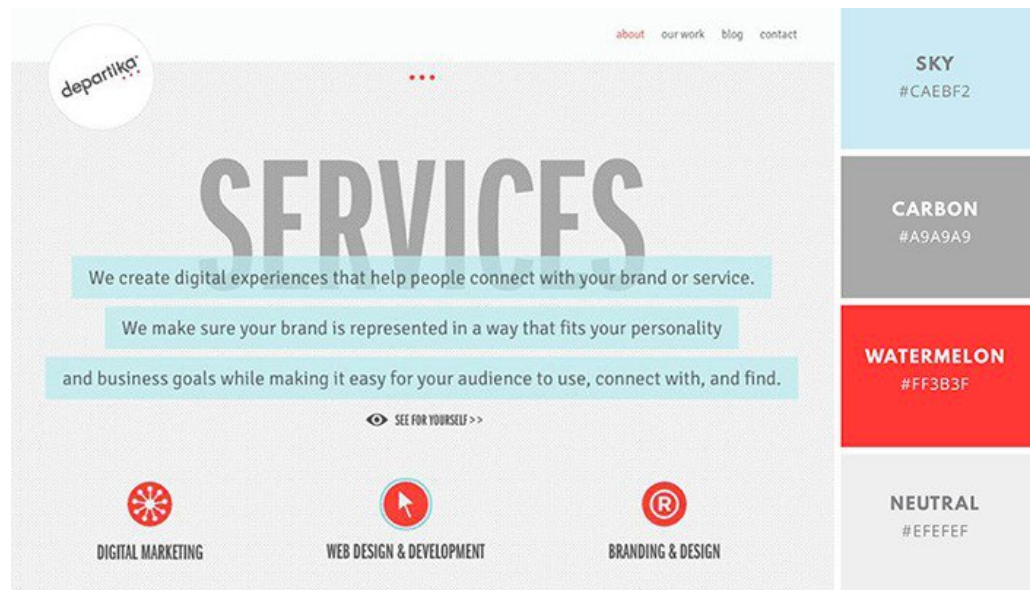 departika
about our work blog contact
SERVICES
We create digital experiences that help people connect with your brand or service.
We make sure your brand is represented in a way that fits your personality
and business goals while making it easy for your audience to use, connect with, and find.
SEE FOR YOURSELF >>
DIGITAL MARKETING
WEB DESIGN & DEVELOPMENT
®
BRANDING & DESIGN
SKY
#CAEBF2
CARBON
#A9A9A9
WATERMELON
#FF3B3F
NEUTRAL
#EFEFEF